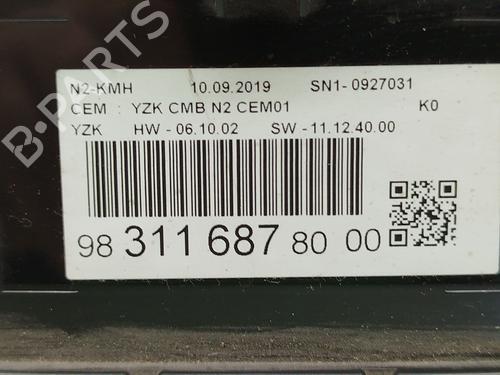 N2-KMH 10.09.2019 SN1- 0927031
CEM : YZK CMB N2 CEM01 K0
YZK HW - 06.10.02 SW - 11.12.40.00
98 311 687 80 00
B-PARTS